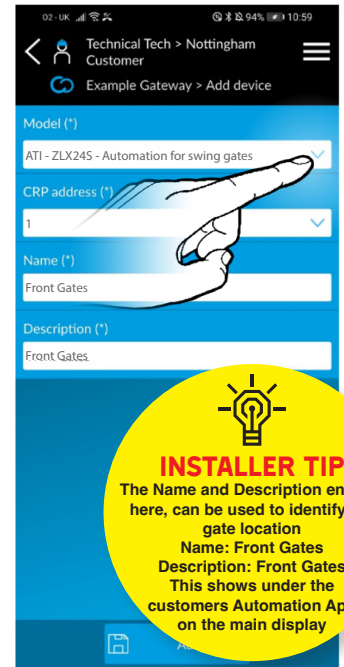 O2 - UK 94% 10:59
Technical Tech > Nottingham
Customer
Example Gateway > Add device
Model (*)
ATI - ZLX24S - Automation for swing gates
CRP address (*)
1
Name (*)
Front Gates
Description (*)
Front Gates
INSTALLER TIP
The Name and Description
here, can be used to identify
gate location
Name: Front Gates
Description: Front Gates
This shows under the
customers Automation
on the main display